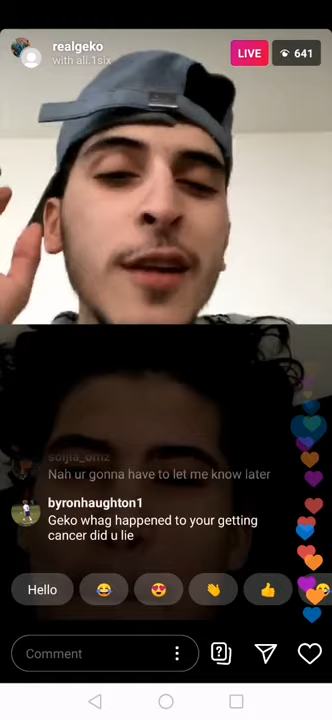 realgeko
with ali.1six
LIVE
641
soljia_omz
Nah ur gonna have to let me know later
byronhaughton1
Geko whag happened to your getting
cancer did u lie
Hello
Comment